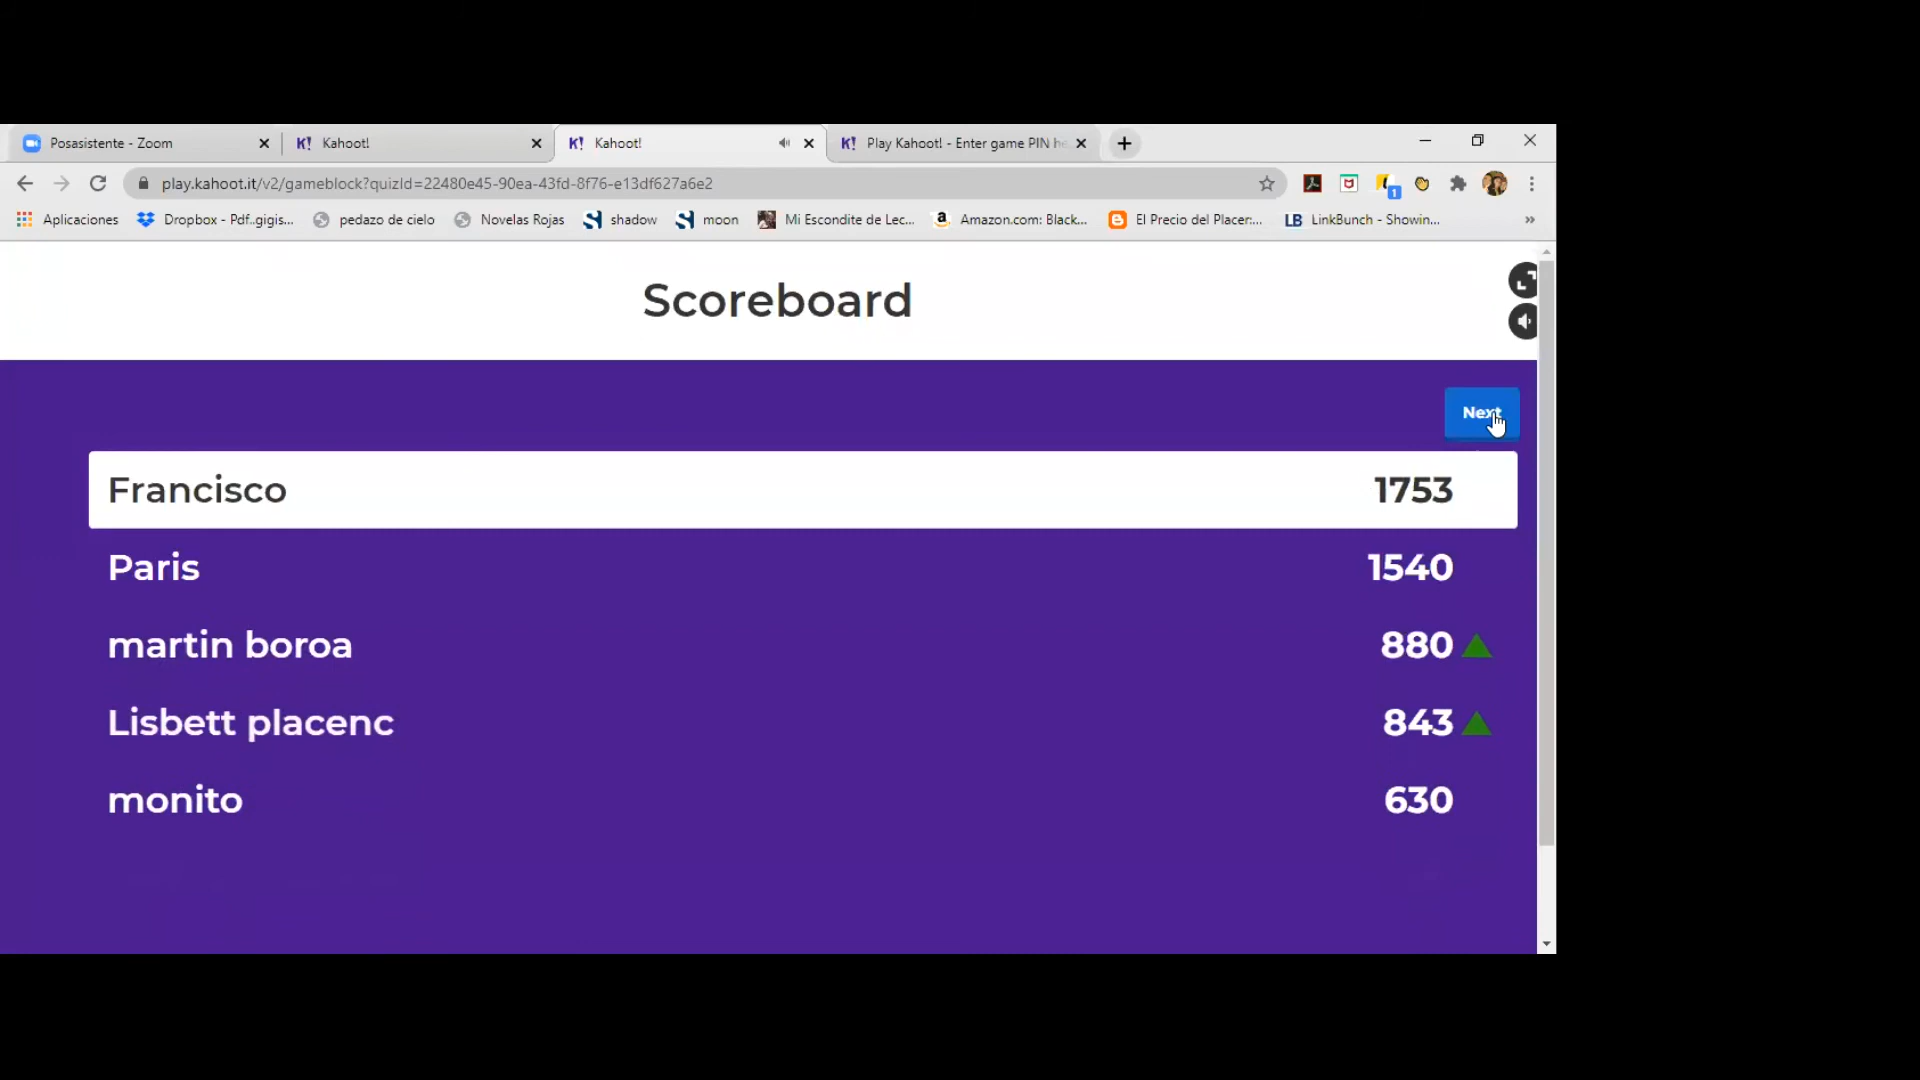 Posasistente - Zoom
Kahoot!
Kahoot!
Play Kahoot! - Enter game PIN he
play.kahoot.it/v2/gameblock?quizId=22480e45-90ea-43fd-8f76-e13df627a6e2
1
Aplicaciones
Dropbox - Pdf..gigis...
pedazo de cielo
Novelas Rojas
shadow
moon
Mi Escondite de Lec...
Amazon.com: Black...
El Precio del Placer:...
LB LinkBunch - Showin...
Scoreboard
Next
Francisco 1753
Paris 1540
martin boroa 880
Lisbett placenc 843
monito 630